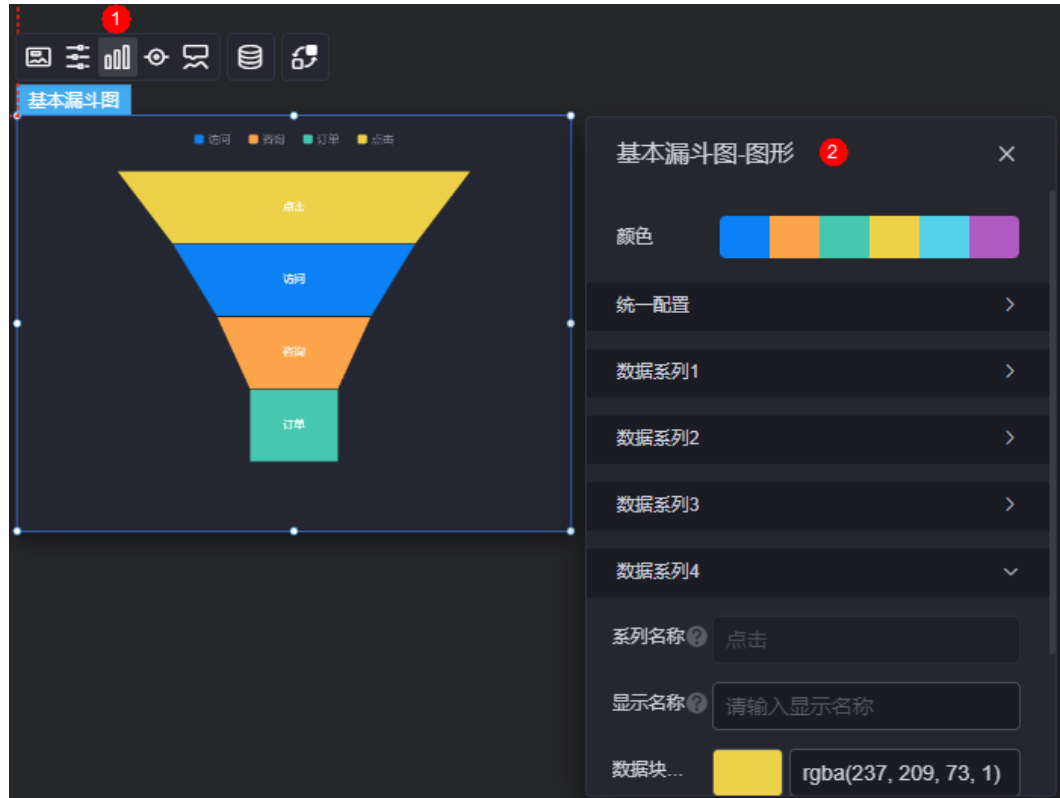 1
基本漏斗图
访问 咨询 订单 点击
点击
访问
咨询
订单
基本漏斗图-图形 2
颜色
统一配置
数据系列1
数据系列2
数据系列3
数据系列4
系列名称 ? 点击
显示名称 ? 请输入显示名称
数据块... rgba(237, 209, 73, 1)